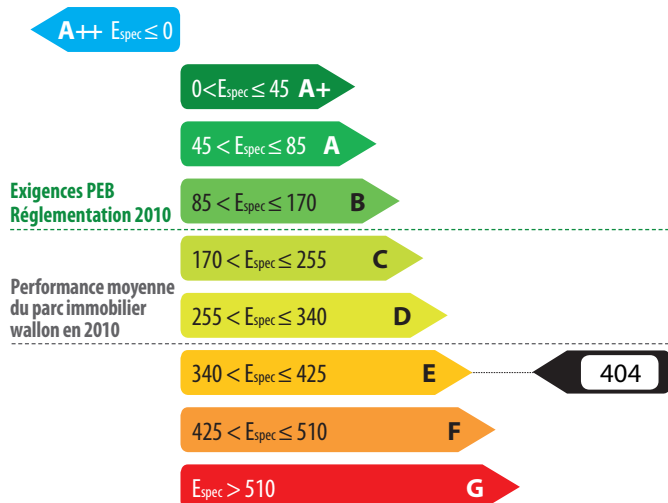 A++ Espec ≤ 0
0 < Espec ≤ 45 A+
45 < Espec ≤ 85 A
Exigences PEB
Réglementation 2010
85 < Espec ≤ 170 B
170 < Espec ≤ 255 C
Performance moyenne
du parc immobilier
wallon en 2010
255 < Espec ≤ 340 D
340 < Espec ≤ 425 E
404
425 < Espec ≤ 510 F
Espec > 510 G